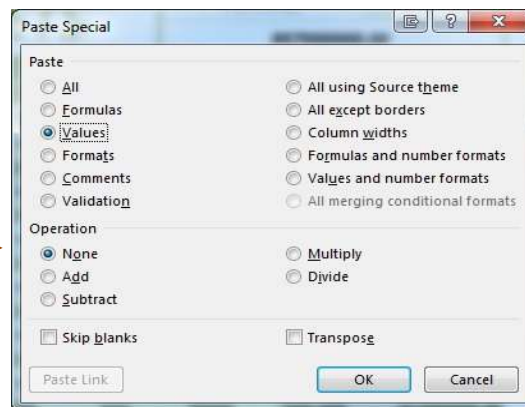 Paste Special
Paste
All
All using Source theme
Formulas
All except borders
Values
Column widths
Formats
Formulas and number formats
Comments
Values and number formats
Validation
All merging conditional formats
Operation
None
Multiply
Add
Divide
Subtract
Skip blanks
Transpose
Paste Link
OK
Cancel